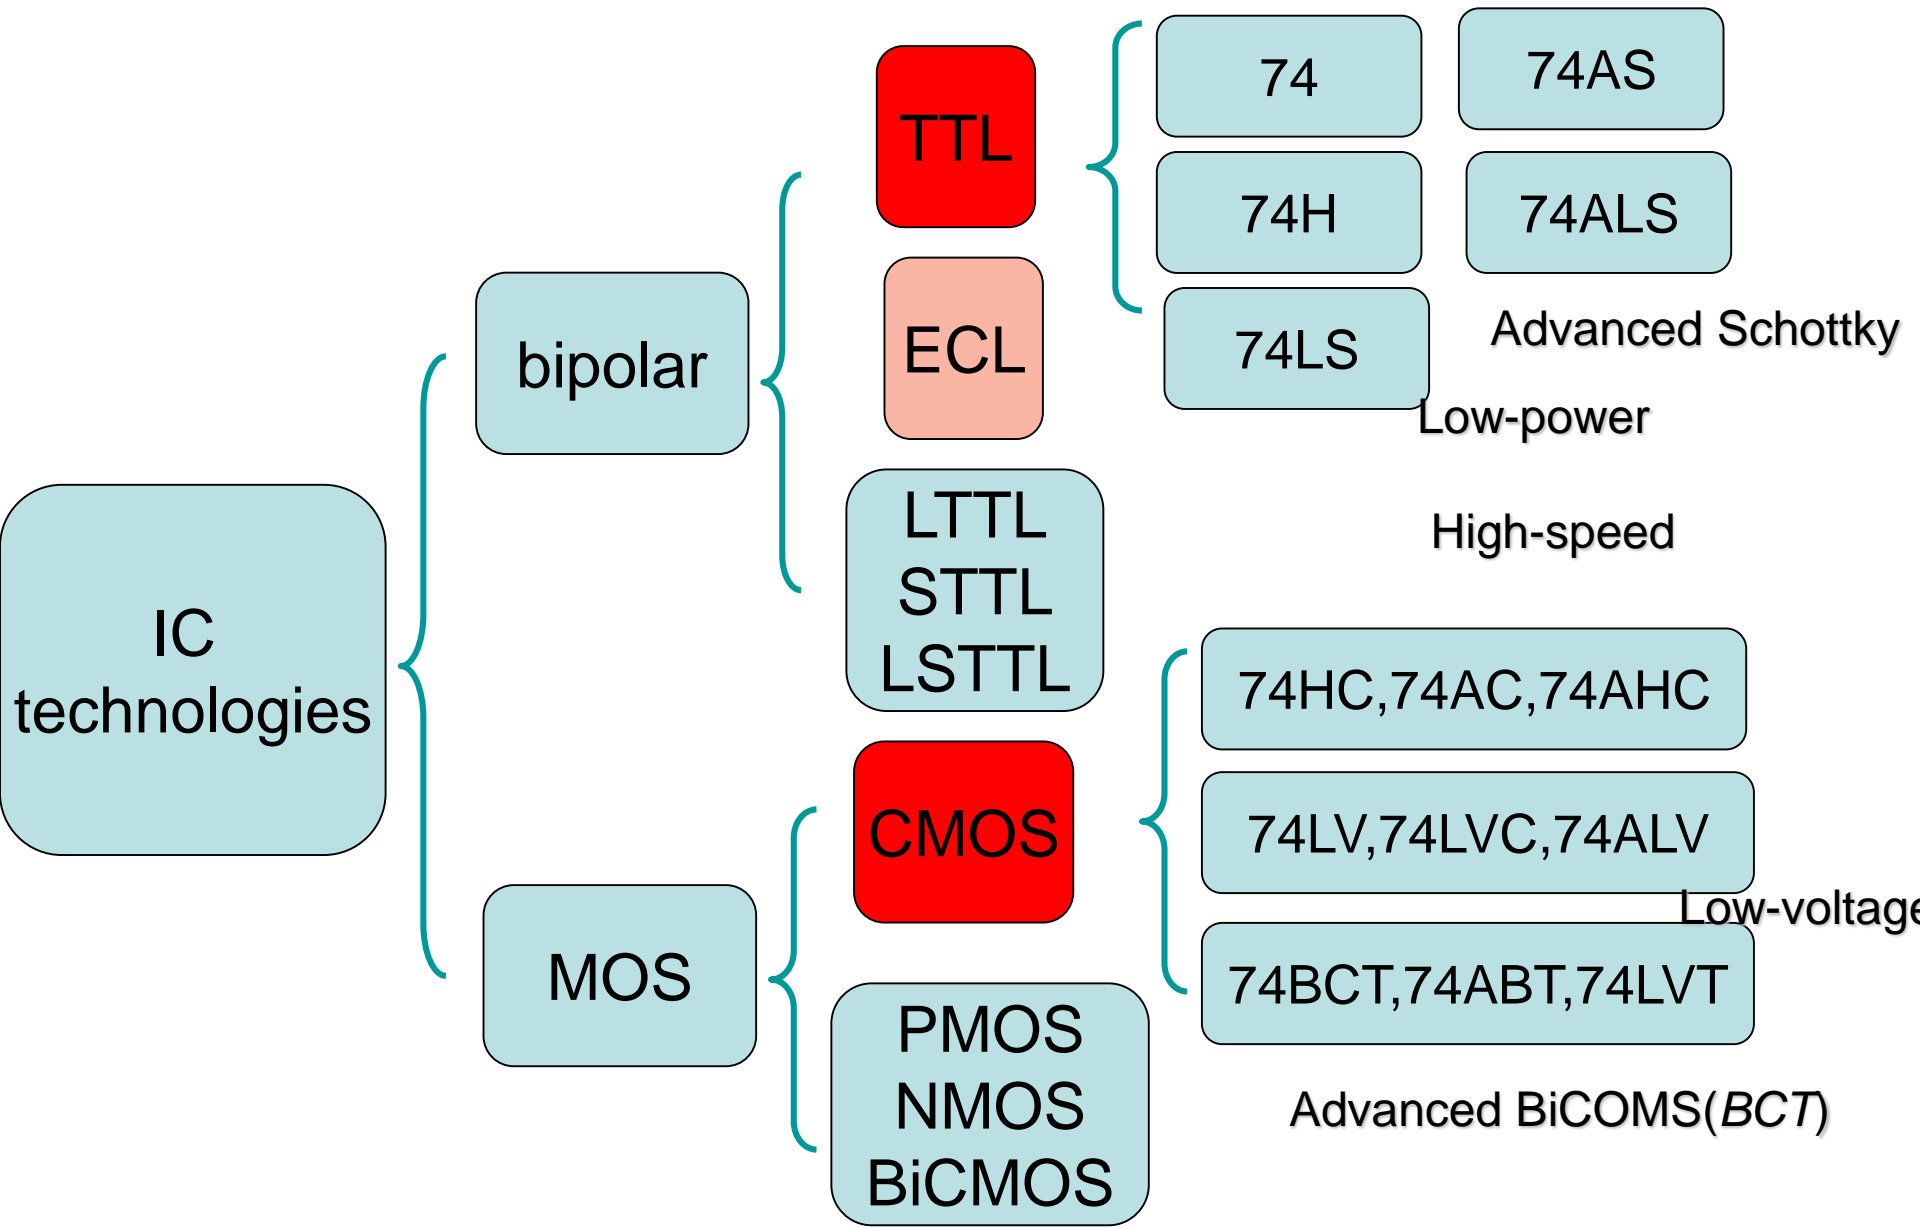 IC
technologies
bipolar
MOS
TTL
ECL
LTTL
STTL
LSTTL
CMOS
PMOS
NMOS
BiCMOS
74
74AS
74H
74ALS
74LS
Advanced Schottky
Low-power
High-speed
74HC,74AC,74AHC
74LV,74LVC,74ALV
Low-voltage
74BCT,74ABT,74LVT
Advanced BiCOMS(BCT)